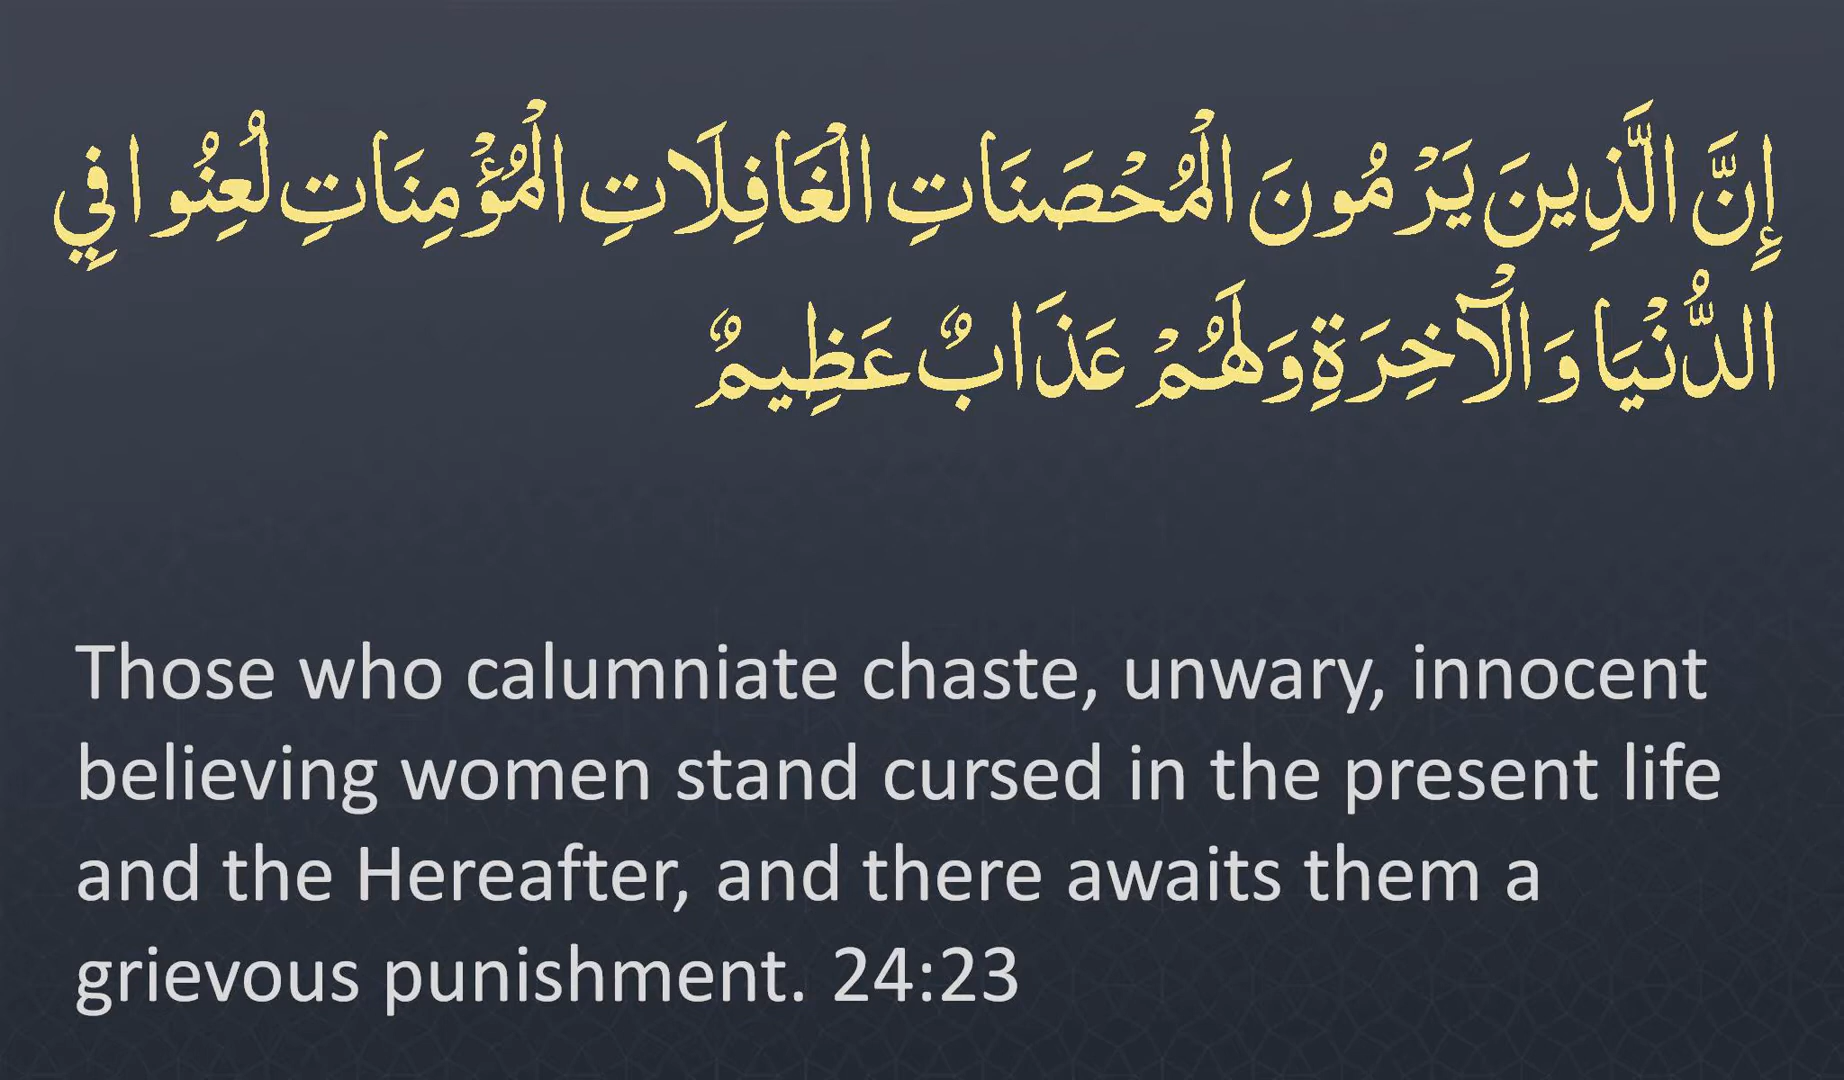 إِنَّ الَّذِينَ يَرْمُونَ الْمُحْصَنَاتِ الْغَافِلَاتِ الْمُؤْمِنَاتِ لُعِنُوا فِي
الدُّنْيَا وَالْآخِرَةِ وَلَهُمْ عَذَابٌ عَظِيمٌ
Those who calumniate chaste, unwary, innocent
believing women stand cursed in the present life
and the Hereafter, and there awaits them a
grievous punishment. 24:23